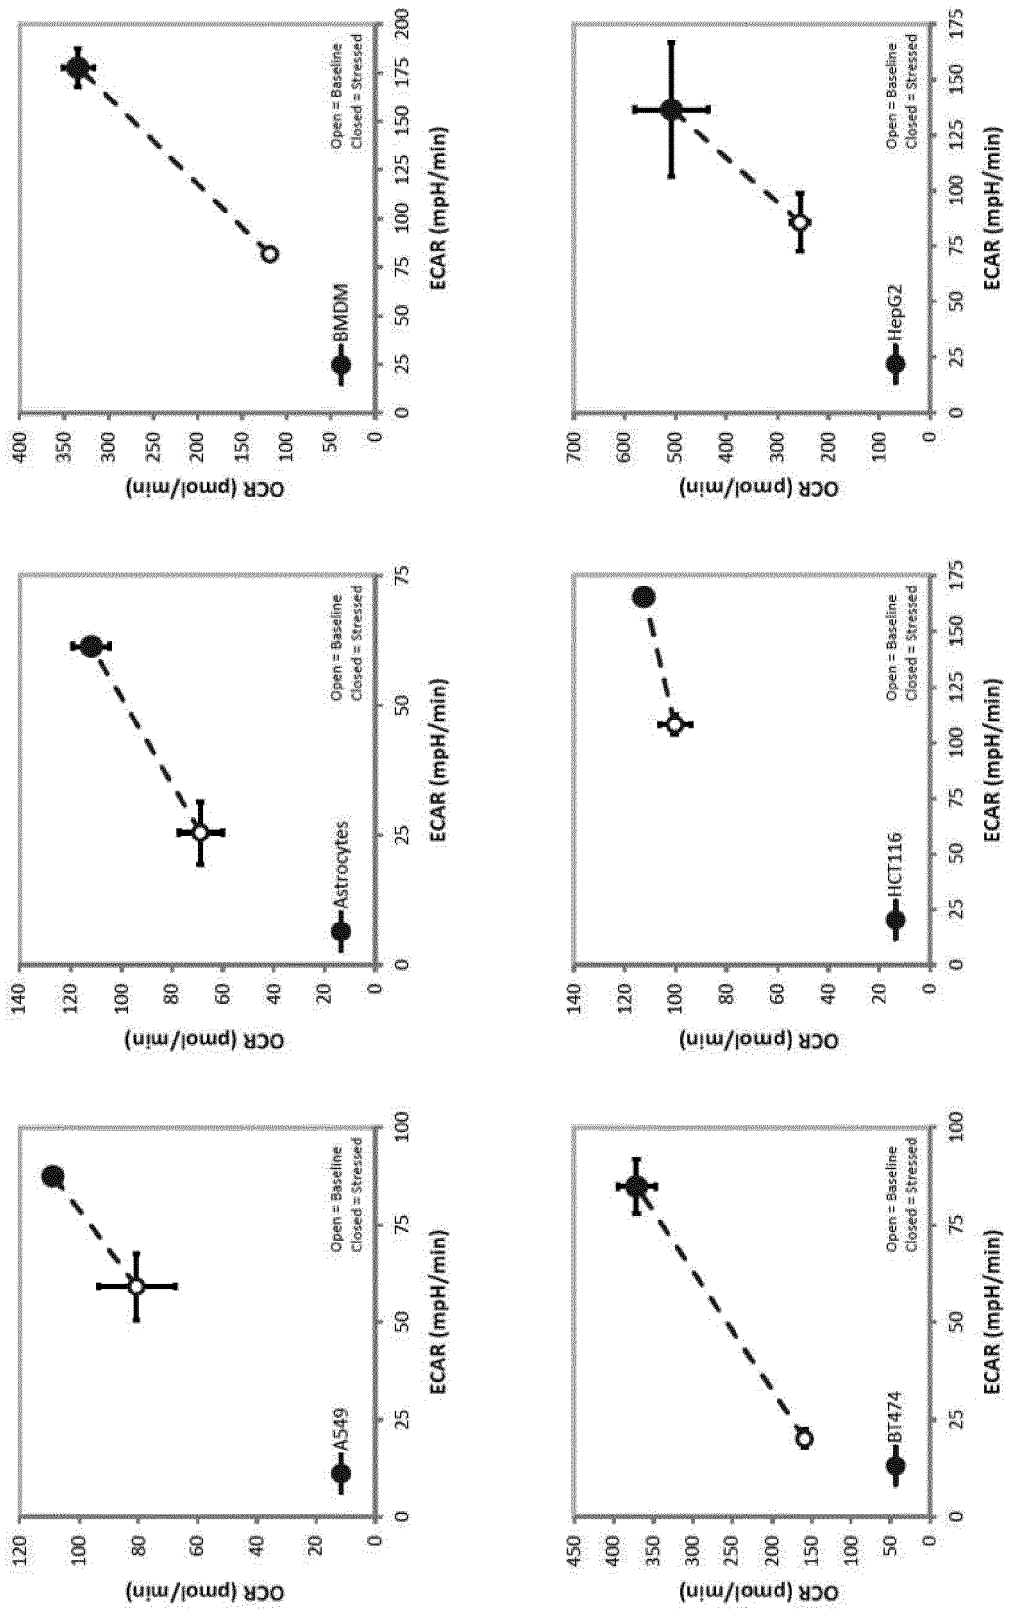 120
100
80
60
40
20
0
OCR (pmol/min)
0
25
50
75
100
ECAR (mpH/min)
A549
Open = Baseline
Closed = Stressed
140
120
100
80
60
40
20
0
OCR (pmol/min)
0
25
50
75
ECAR (mpH/min)
Astrocytes
Open = Baseline
Closed = Stressed
400
350
300
250
200
150
100
50
0
OCR (pmol/min)
0
25
50
75
100
125
150
175
200
ECAR (mpH/min)
BMDM
Open = Baseline
Closed = Stressed
450
400
350
300
250
200
150
100
50
0
OCR (pmol/min)
0
25
50
75
100
ECAR (mpH/min)
BT474
Open = Baseline
Closed = Stressed
140
120
100
80
60
40
20
0
OCR (pmol/min)
0
25
50
75
100
125
150
175
ECAR (mpH/min)
HCT116
Open = Baseline
Closed = Stressed
700
600
500
400
300
200
100
0
OCR (pmol/min)
0
25
50
75
100
125
150
175
ECAR (mpH/min)
HepG2
Open = Baseline
Closed = Stressed